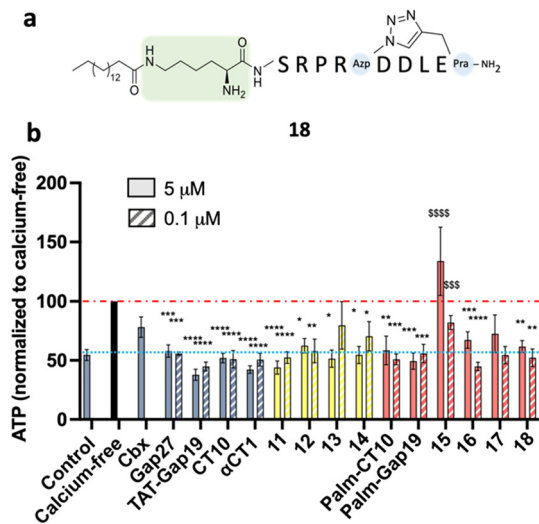 a
O
H
N
N
N
N
( )12
N
H
S R P R Azp D D L E Pra –NH₂
O
NH₂
18
b
200
150
100
50
0
ATP (normalized to calcium-free)
5 μM
0.1 μM
$$$$
$$$
*** ***
**** ****
**** ****
**** ****
**** ****
* **
*
* *
** ***
*** ***
*** ****
** **
Control
Calcium-free
Cbx
Gap27
TAT-Gap19
CT10
αCT1
11
12
13
14
Palm-CT10
Palm-Gap19
15
16
17
18